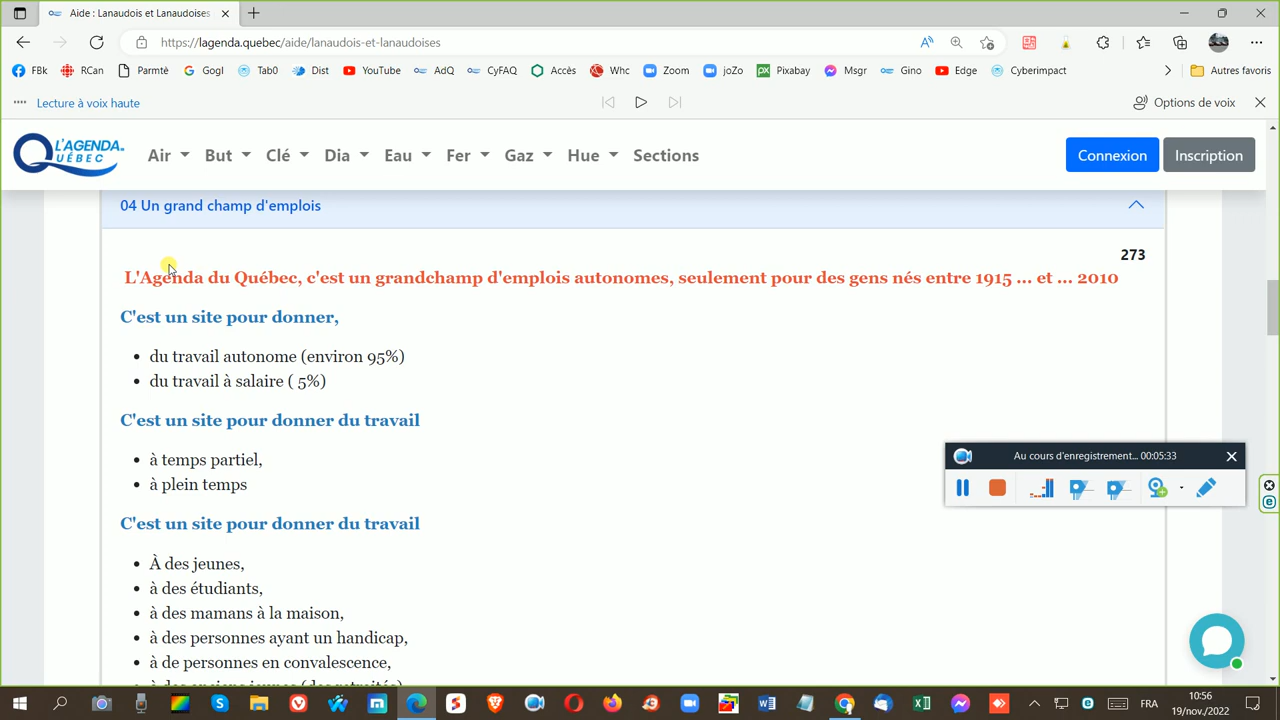 Aide : Lanaudois et Lanaudoises
https://lagenda.quebec/aide/lanaudois-et-lanaudoises
FBk RCan Parmtè Gogl Tab0 Disn YouTube AdQ CyFAQ Accès Whc Zoom joZo Pixabay Msgr Gino Edge Cyberimpact Autres favoris
Lecture à voix haute Options de voix
L'AGENDA QUÉBEC Air But Clé Dia Eau Fer Gaz Hue Sections Connexion Inscription
04 Un grand champ d'emplois
273
L'Agenda du Québec, c'est un grandchamp d'emplois autonomes, seulement pour des gens nés entre 1915 ... et ... 2010
C'est un site pour donner,
• du travail autonome (environ 95%)
• du travail à salaire ( 5%)
C'est un site pour donner du travail
Au cours d'enregistrement... 00:05:33
• à temps partiel,
• à plein temps
C'est un site pour donner du travail
• À des jeunes,
• à des étudiants,
• à des mamans à la maison,
• à des personnes ayant un handicap,
• à de personnes en convalescence,
10:56
FRA
19/nov./2022